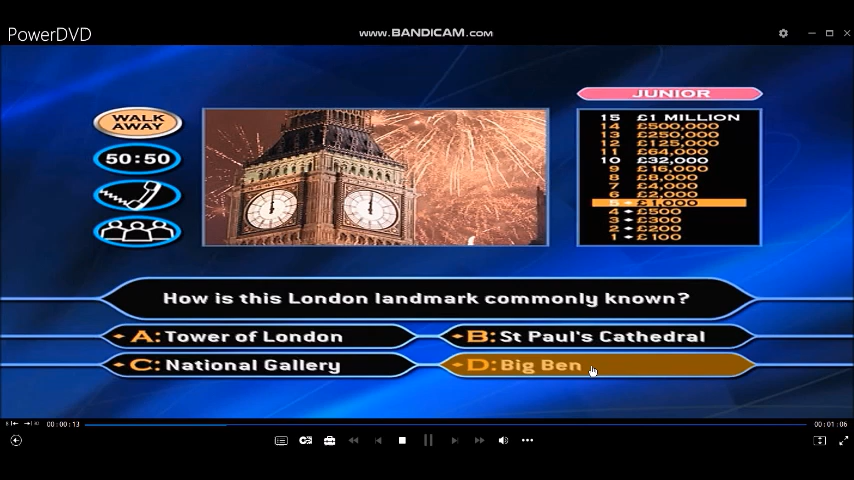 PowerDVD
www.BANDICAM.com
JUNIOR
WALK
AWAY
50:50
15 £1 MILLION
14 £500,000
13 £250,000
12 £125,000
11 £64,000
10 £32,000
9 £16,000
8 £8,000
7 £4,000
6 £2,000
5 £1,000
4 £500
3 £300
2 £200
1 £100
How is this London landmark commonly known?
A: Tower of London
B: St Paul's Cathedral
C: National Gallery
D: Big Ben
00:00:13
00:01:06